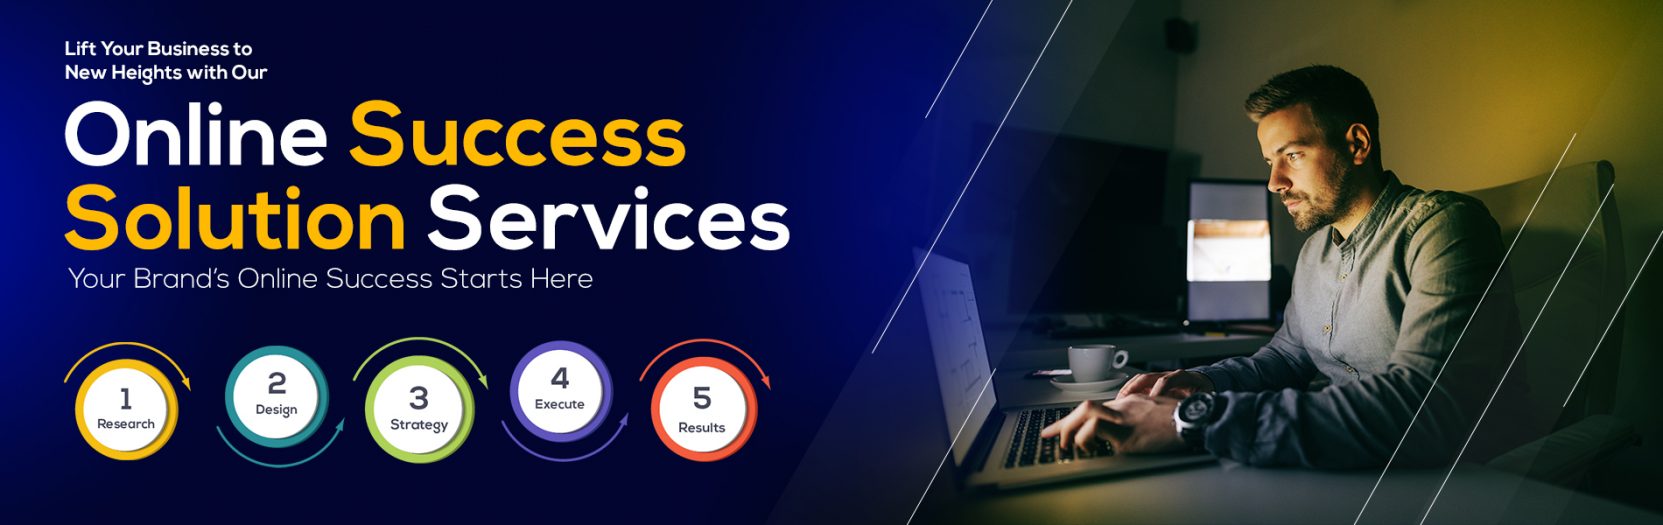 Lift Your Business to
New Heights with Our
Online Success
Solution Services
Your Brand's Online Success Starts Here
1
Research
2
Design
3
Strategy
4
Execute
5
Results